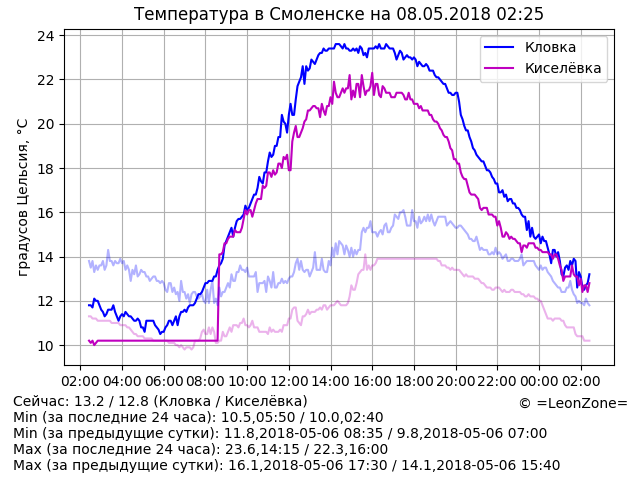 Температура в Смоленске на 08.05.2018 02:25
градусов Цельсия, °C
24
22
20
18
16
14
12
10
Кловка
Киселёвка
02:00 04:00 06:00 08:00 10:00 12:00 14:00 16:00 18:00 20:00 22:00 00:00 02:00
Сейчас: 13.2 / 12.8 (Кловка / Киселёвка)
© =LeonZone=
Min (за последние 24 часа): 10.5,05:50 / 10.0,02:40
Min (за предыдущие сутки): 11.8,2018-05-06 08:35 / 9.8,2018-05-06 07:00
Max (за последние 24 часа): 23.6,14:15 / 22.3,16:00
Max (за предыдущие сутки): 16.1,2018-05-06 17:30 / 14.1,2018-05-06 15:40